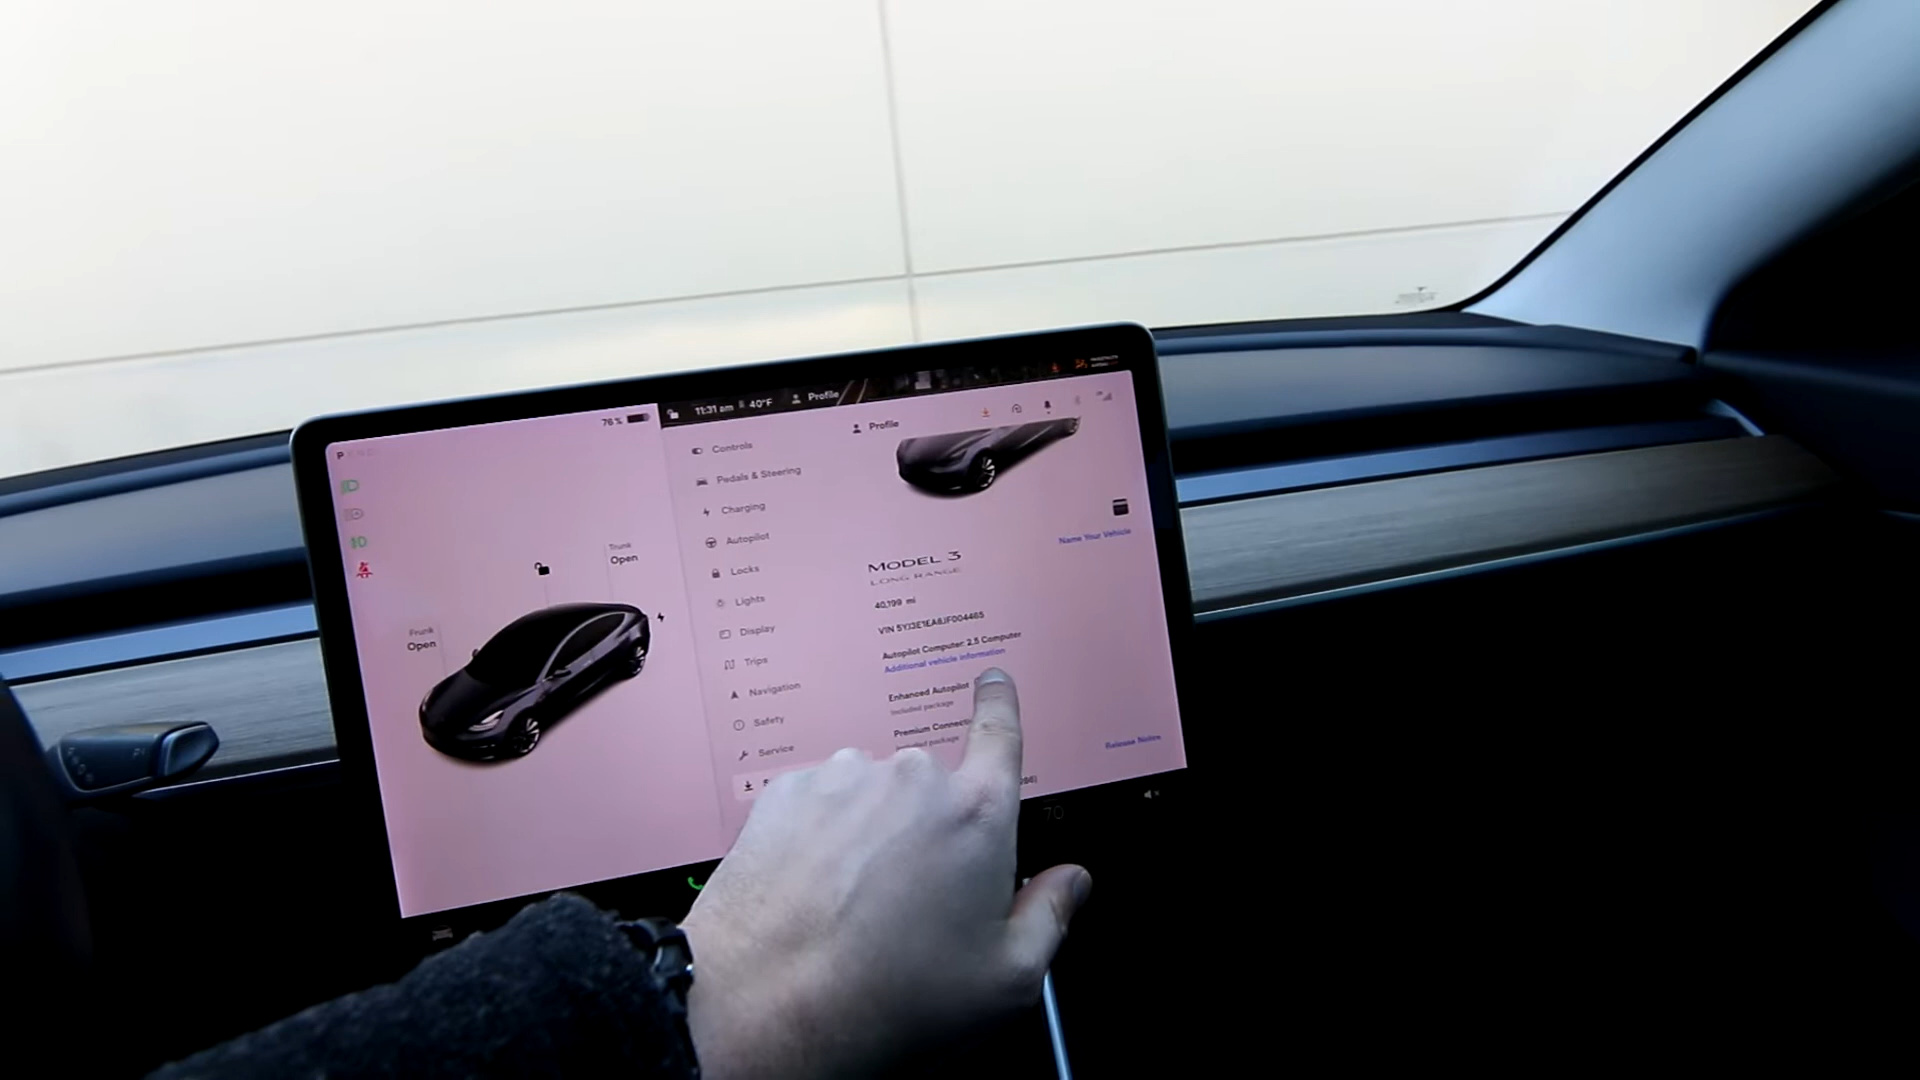 76%
11:31 am 40°F Profile
P
Controls
Profile
Pedals & Steering
Charging
Autopilot
Locks
Lights
Display
Trips
Navigation
Safety
Service
Trunk
Open
Frunk
Open
Name Your Vehicle
MODEL 3
LONG RANGE
40,199 mi
VIN 5YJ3E1EA8JF004465
Autopilot Computer: 2.5 Computer
Additional vehicle information
Enhanced Autopilot
Included package
Premium
Included package
Release Notes
70